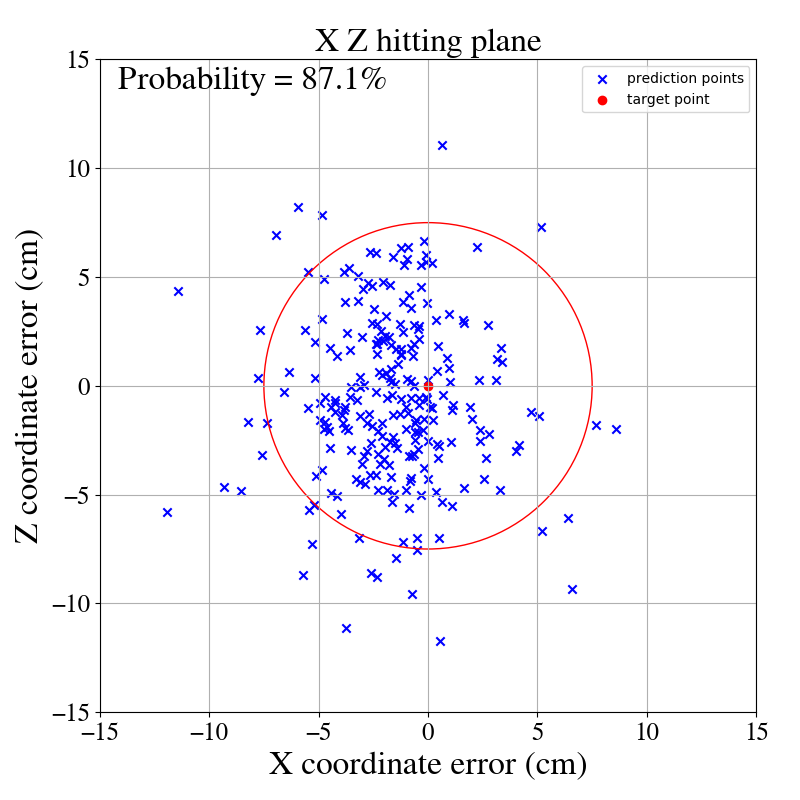 X Z hitting plane
Probability = 87.1%
prediction points
target point
Z coordinate error (cm)
15
10
5
0
−5
−10
−15
−15 −10 −5 0 5 10 15
X coordinate error (cm)